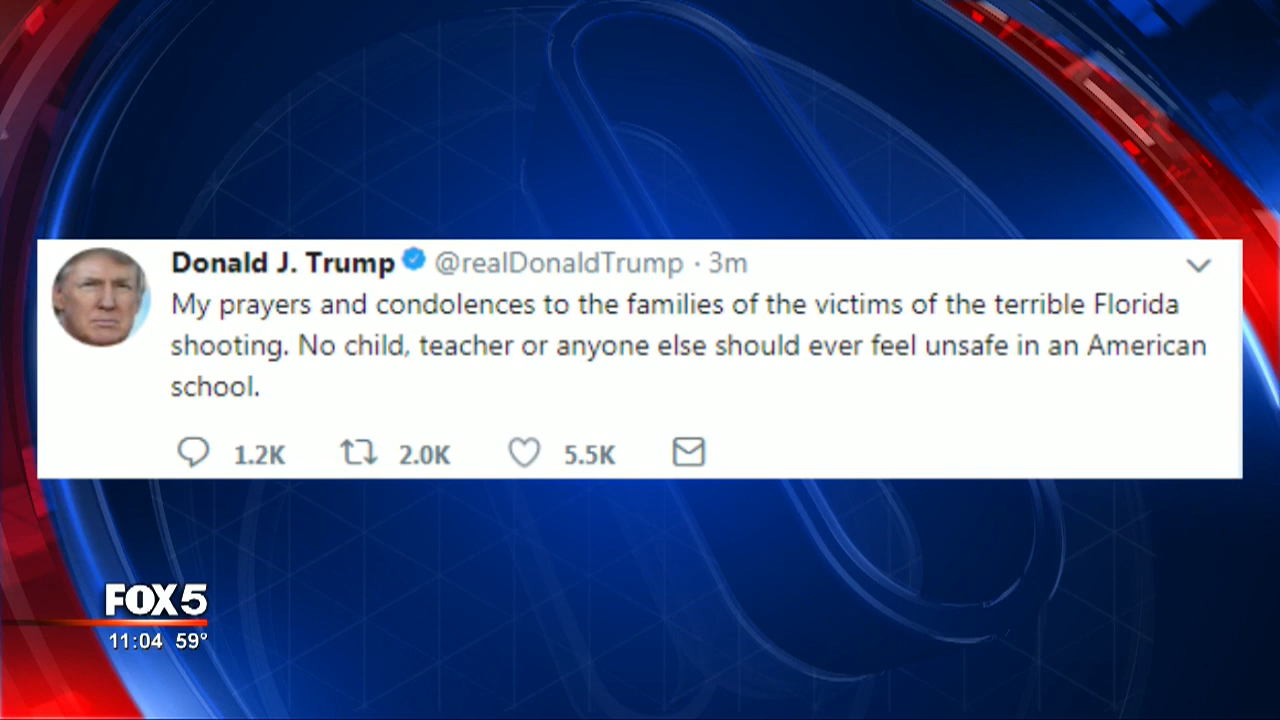 Donald J. Trump @realDonaldTrump · 3m
My prayers and condolences to the families of the victims of the terrible Florida
shooting. No child, teacher or anyone else should ever feel unsafe in an American
school.
1.2K 2.0K 5.5K
FOX 5
11:04 59°